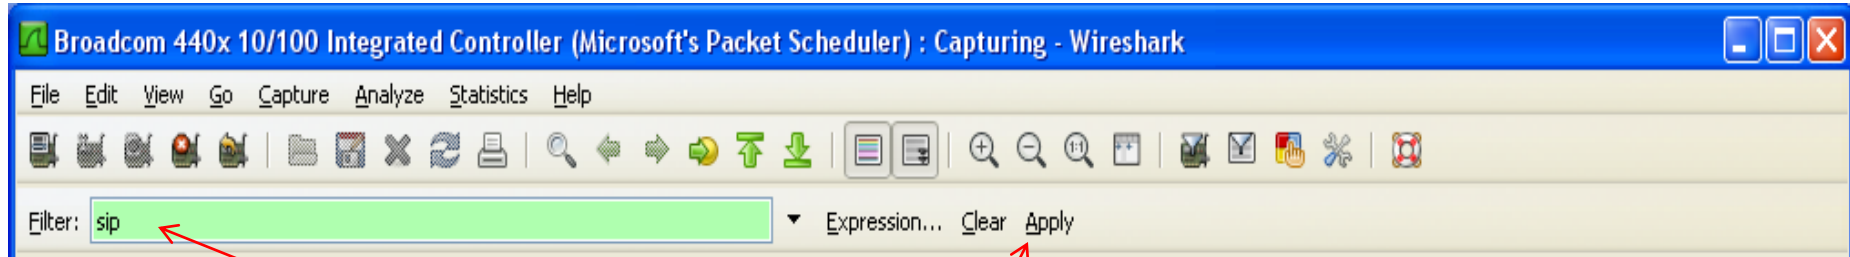 Broadcom 440x 10/100 Integrated Controller (Microsoft's Packet Scheduler) : Capturing - Wireshark
File Edit View Go Capture Analyze Statistics Help
Filter: sip Expression... Clear Apply